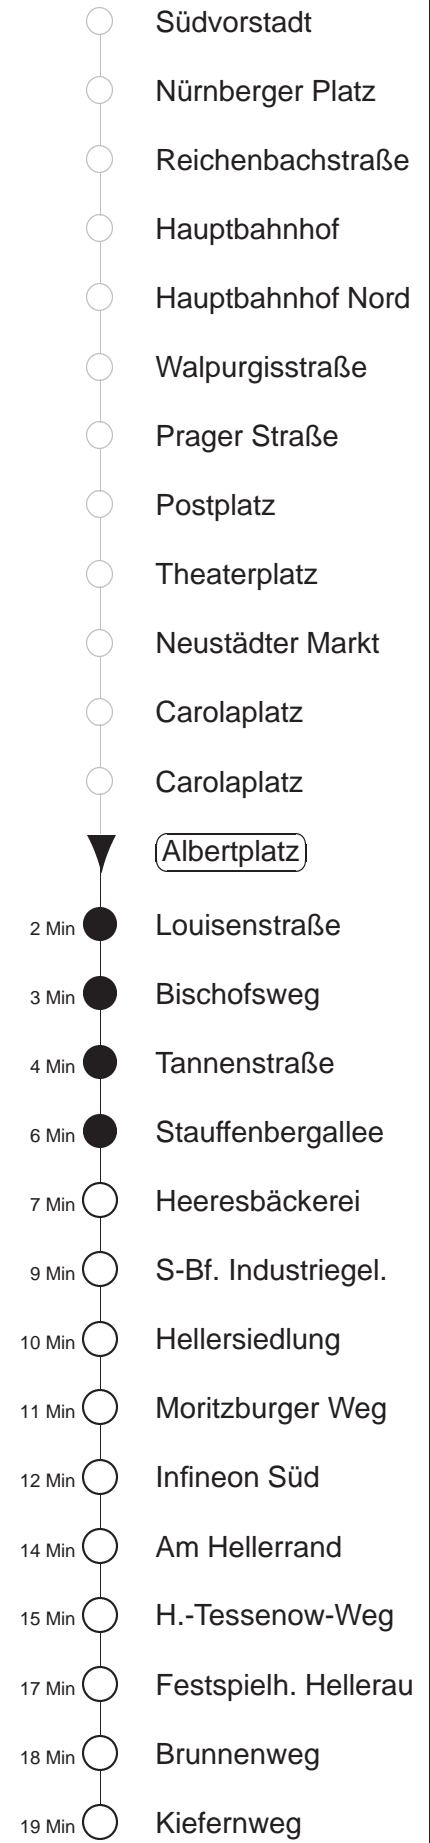 Südvorstadt
Nürnberger Platz
Reichenbachstraße
Hauptbahnhof
Hauptbahnhof Nord
Walpurgisstraße
Prager Straße
Postplatz
Theaterplatz
Neustädter Markt
Carolaplatz
Carolaplatz
Albertplatz
2 Min Louisenstraße
3 Min Bischofsweg
4 Min Tannenstraße
6 Min Stauffenbergallee
7 Min Heeresbäckerei
9 Min S-Bf. Industriegel.
10 Min Hellersiedlung
11 Min Moritzburger Weg
12 Min Infineon Süd
14 Min Am Hellerrand
15 Min H.-Tessenow-Weg
17 Min Festspielh. Hellerau
18 Min Brunnenweg
19 Min Kiefernweg